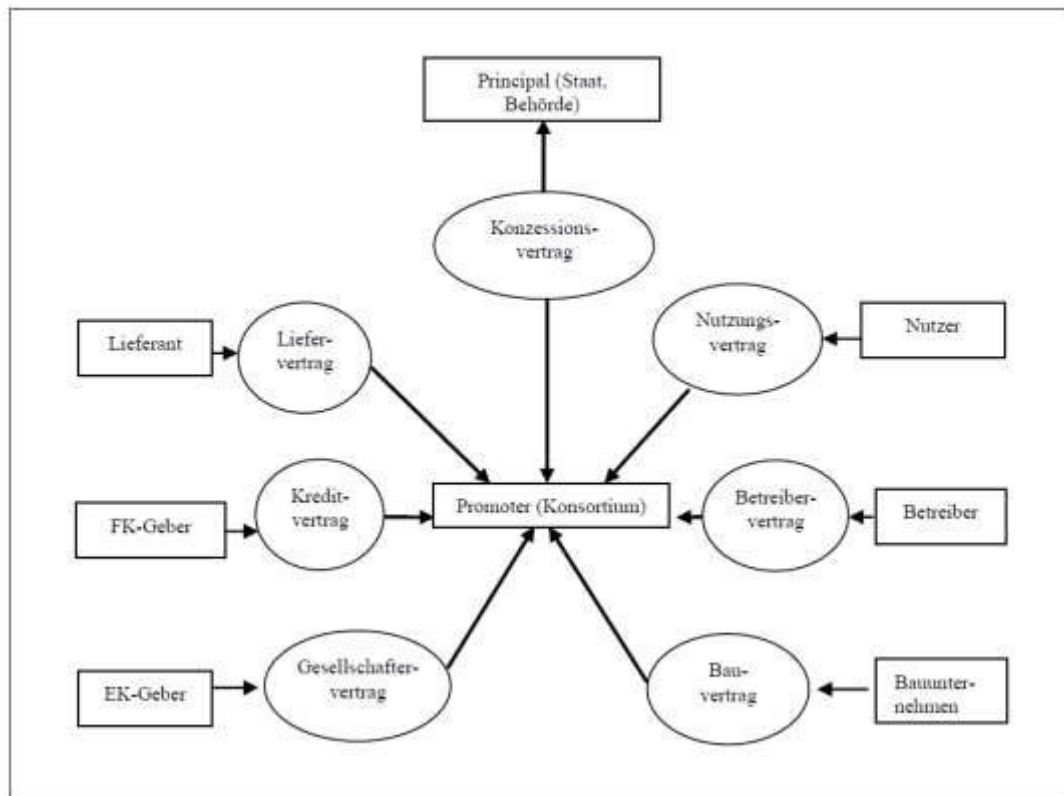 Principal (Staat,
Behörde)
Konzessions-
vertrag
Lieferant
Liefer-
vertrag
Nutzungs-
vertrag
Nutzer
FK-Geber
Kredit-
vertrag
Promoter (Konsortium)
Betreiber-
vertrag
Betreiber
EK-Geber
Gesellschafter-
vertrag
Bau-
vertrag
Bauunter-
nehmen